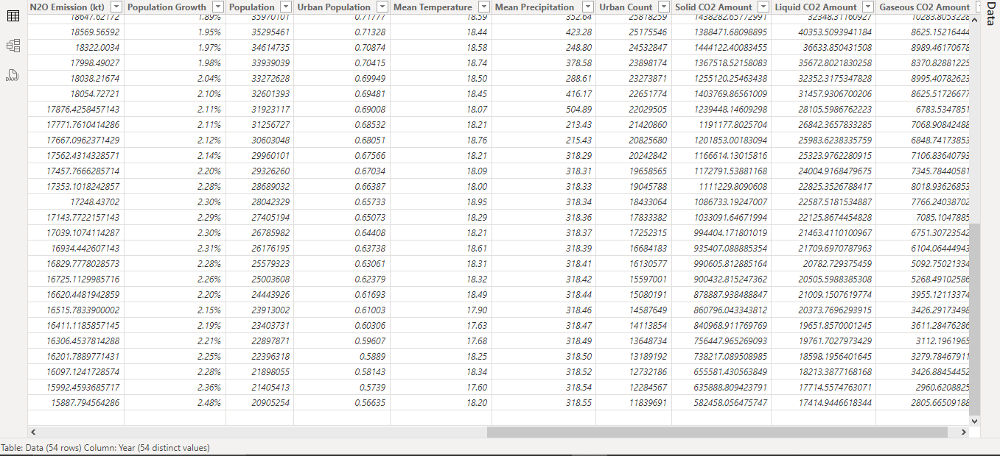 N2O Emission (kt) Population Growth Population Urban Population Mean Temperature Mean Precipitation Urban Count Solid CO2 Amount Liquid CO2 Amount Gaseous CO2 Amount Data
18647.62172 1.89% 35970101 0.71777 18.59 352.64 25818259 1438282.65772991 32348.31160927 10283.8053228
18569.56592 1.95% 35295461 0.71328 18.44 423.28 25175546 1388471.68098895 40353.5093941184 8625.15216444
18322.0034 1.97% 34614735 0.70874 18.58 248.80 24532847 1444122.40083455 36633.850431508 8989.46170678
17998.49027 1.98% 33939039 0.70415 18.74 378.58 23898174 1367518.52158083 35672.8021830258 8370.82881225
18038.21674 2.04% 33272628 0.69949 18.50 288.61 23273871 1255120.25463438 32352.3175347828 8995.40782623
18054.72721 2.10% 32601393 0.69481 18.45 416.17 22651774 1403769.86561009 31457.9306700206 8625.51726677
DAX
17876.4258457143 2.11% 31923117 0.69008 18.07 504.89 22029505 1239448.14609298 28105.5986762223 6783.5347851
17771.7610414286 2.11% 31256727 0.68532 18.21 213.43 21420860 1191177.8025704 26842.3657833285 7068.90842488
17667.0962371429 2.12% 30603048 0.68051 18.76 215.43 20825680 1201853.00183094 25983.6238335759 6848.74173853
17562.4314328571 2.14% 29960101 0.67566 18.21 318.29 20242842 1166614.13015816 25323.9762280915 7106.83640793
17457.7666285714 2.20% 29326260 0.67034 18.09 318.31 19658565 1172791.53881168 24004.9168479675 7345.78440581
17353.1018242857 2.28% 28689032 0.66387 18.00 318.33 19045788 1111229.8090608 22825.3526788417 8018.93626853
17248.43702 2.30% 28042329 0.65733 18.95 318.34 18433064 1086733.19247007 22587.5181534887 7766.24038702
17143.7722157143 2.29% 27405194 0.65073 18.29 318.36 17833382 1033091.64671994 22125.8674454828 7085.1047885
17039.1074114287 2.30% 26785982 0.64408 18.21 318.37 17252315 994404.171801019 21463.4110100967 6751.30723542
16934.442607143 2.31% 26176195 0.63738 18.61 318.39 16684183 935407.088885354 21709.6970787963 6104.06444943
16829.7778028573 2.28% 25579323 0.63061 18.31 318.41 16130577 990605.812885164 20782.729375459 5092.75021334
16725.1129985716 2.26% 25003608 0.62379 18.32 318.42 15597001 900432.815247362 20505.5988385308 5268.49102586
16620.4481942859 2.20% 24443926 0.61693 18.49 318.44 15080191 878887.938488847 21009.1507619774 3955.12113374
16515.7833900002 2.15% 23913002 0.61003 17.90 318.46 14587649 860796.043343812 20373.7696293915 3426.29173498
16411.1185857145 2.19% 23403731 0.60306 17.63 318.47 14113854 840968.911769769 19651.8570001245 3611.28476286
16306.4537814288 2.21% 22897871 0.59607 17.68 318.49 13648734 756447.965269093 19761.7027973429 3112.1961965
16201.7889771431 2.25% 22396318 0.5889 18.25 318.50 13189192 738217.089508985 18598.1956401645 3279.78467911
16097.1241728574 2.28% 21898055 0.58143 18.34 318.52 12732186 655581.430563849 18213.3877168168 3426.88454452
15992.4593685717 2.36% 21405413 0.5739 17.60 318.54 12284567 635888.809423791 17714.5574763071 2960.6208825
15887.794564286 2.48% 20905254 0.56635 18.20 318.55 11839691 582458.056475747 17414.9446618344 2805.66509188
Table: Data (54 rows) Column: Year (54 distinct values)